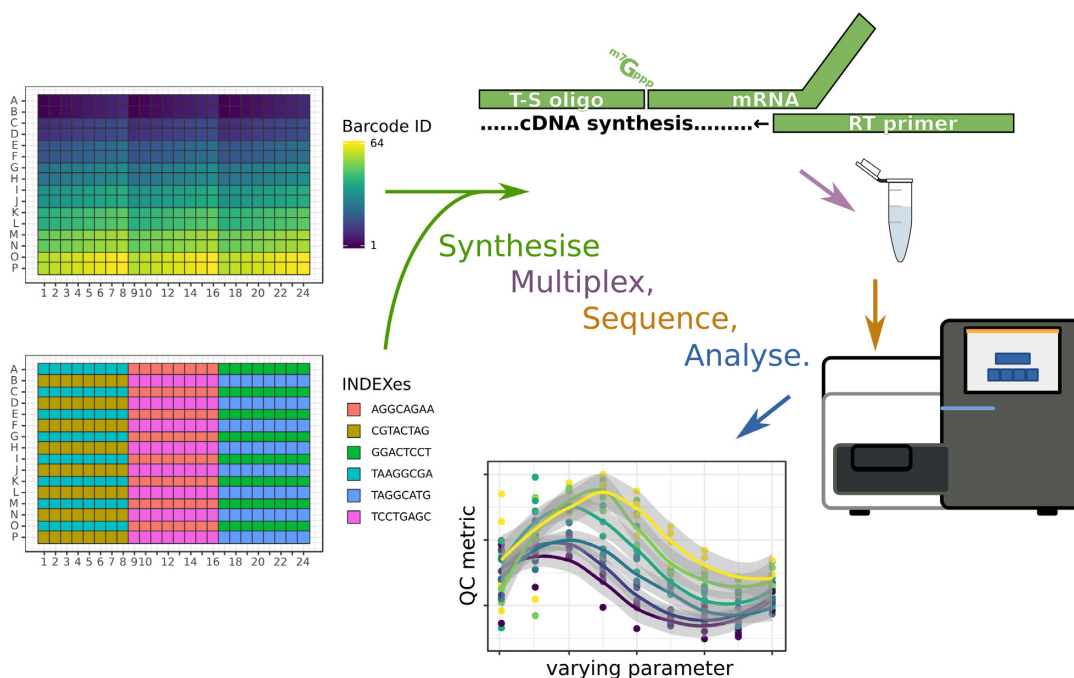 A
B
C
D
E
F
G
H
I
J
K
L
M
N
O
P
1 2 3 4 5 6 7 8 9 10 12 14 16 18 20 22 24
Barcode ID
64
1
m7Gppp
T-S oligo mRNA
......cDNA synthesis.........← RT primer
Synthesise
Multiplex,
Sequence,
Analyse.
A
B
C
D
E
F
G
H
I
J
K
L
M
N
O
P
1 2 3 4 5 6 7 8 9 10 12 14 16 18 20 22 24
INDEXes
AGGCAGAA
CGTACTAG
GGACTCCT
TAAGGCGA
TAGGCATG
TCCTGAGC
QC metric
varying parameter